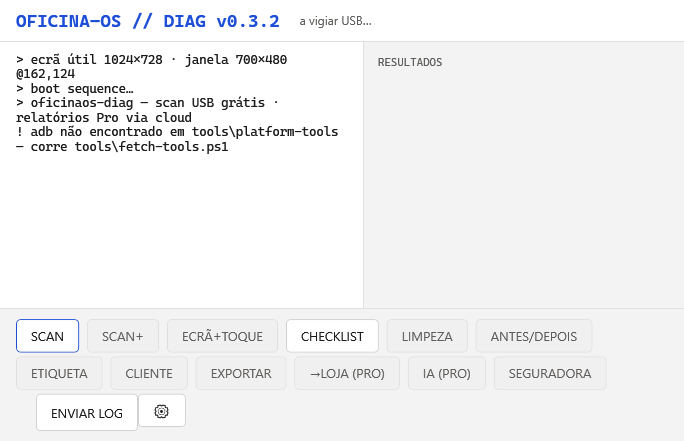 OFICINA-OS // DIAG v0.3.2 a vigiar USB...
> ecrã útil 1024×728 · janela 700×480
@162,124
> boot sequence…
> oficinaos-diag — scan USB grátis ·
relatórios Pro via cloud
! adb não encontrado em tools\platform-tools
— corre tools\fetch-tools.ps1
RESULTADOS
SCAN SCAN+ ECRÃ+TOQUE CHECKLIST LIMPEZA ANTES/DEPOIS
ETIQUETA CLIENTE EXPORTAR →LOJA (PRO) IA (PRO) SEGURADORA
ENVIAR LOG